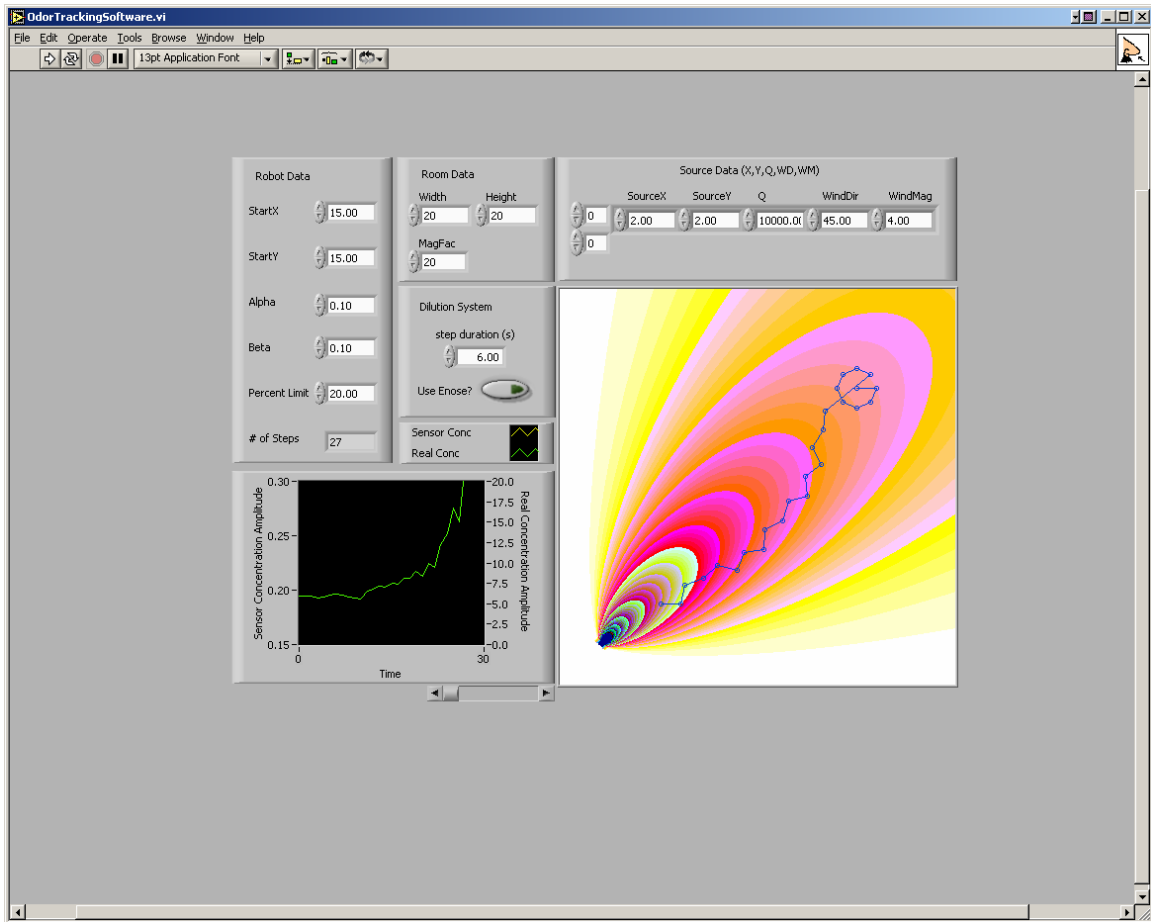 OdorTrackingSoftware.vi
File Edit Operate Tools Browse Window Help
13pt Application Font
Robot Data
StartX 15.00
StartY 15.00
Alpha 0.10
Beta 0.10
Percent Limit 20.00
# of Steps 27
Room Data
Width Height
20 20
MagFac
20
Source Data (X,Y,Q,WD,WM)
SourceX SourceY Q WindDir WindMag
0 2.00 2.00 10000.0( 45.00 4.00
0
Dilution System
step duration (s)
6.00
Use Enose?
Sensor Conc
Real Conc
Sensor Concentration Amplitude
0.30
0.25
0.20
0.15
20.0
17.5
15.0
12.5
10.0
7.5
5.0
2.5
0.0
Real Concentration Amplitude
0 30
Time